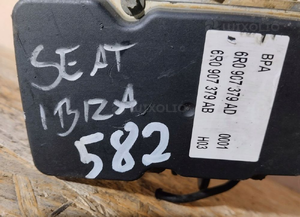 SEAT
IBIZA
582
BPA
6R0 907 379 AD
0001
6R0 907 379 AB
H03